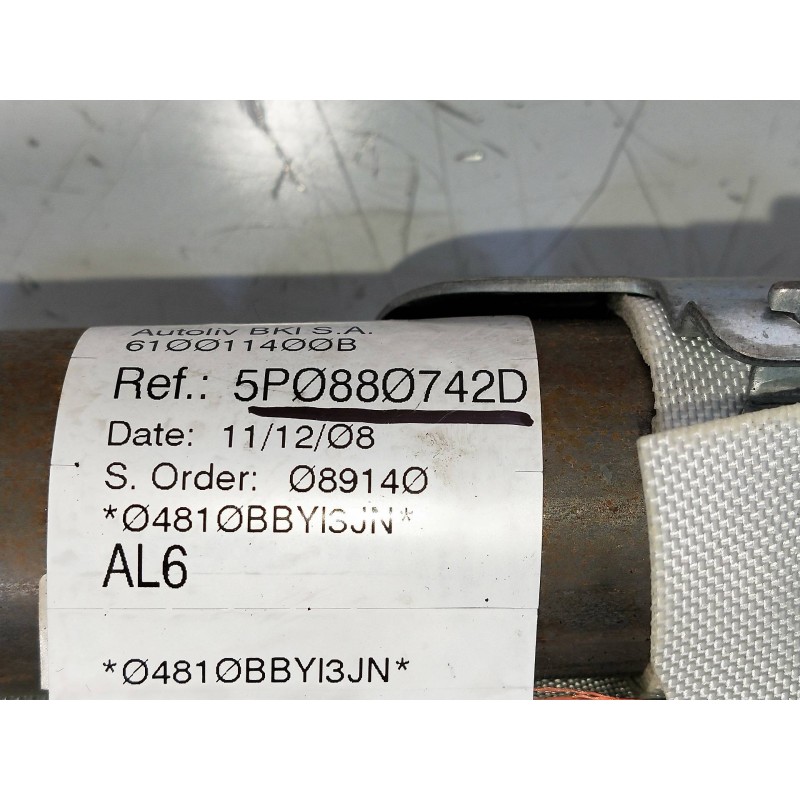 Autoliv BKI S.A.
61ØØ114ØØB
Ref.: 5PØ88Ø742D
Date: 11/12/Ø8
S. Order: Ø8914Ø
*Ø481ØBBYI3JN*
AL6
*Ø481ØBBYI3JN*